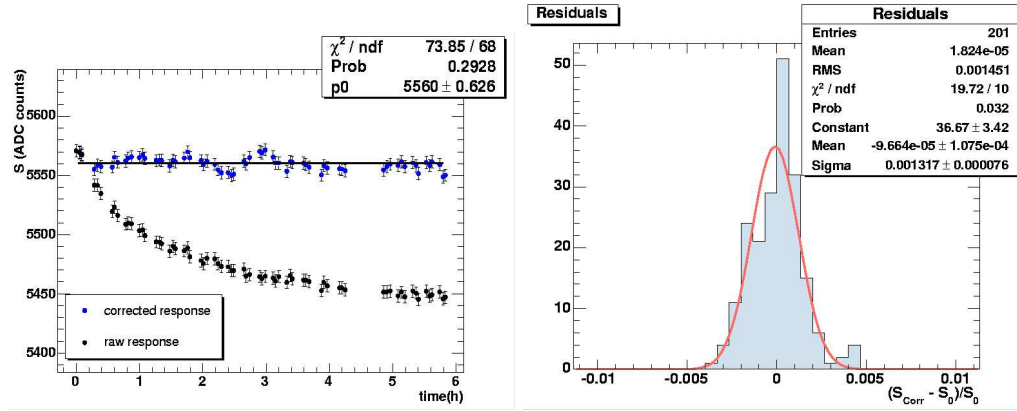 χ² / ndf 73.85 / 68
Prob 0.2928
p0 5560 ± 0.626
S (ADC counts)
5600
5550
5500
5450
5400
corrected response
raw response
0 1 2 3 4 5 6
time(h)
Residuals
Residuals
Entries 201
Mean 1.824e-05
RMS 0.001451
χ² / ndf 19.72 / 10
Prob 0.032
Constant 36.67 ± 3.42
Mean -9.664e-05 ± 1.075e-04
Sigma 0.001317 ± 0.000076
50
40
30
20
10
0
-0.01 -0.005 0 0.005 0.01
(S_Corr - S_0)/S_0